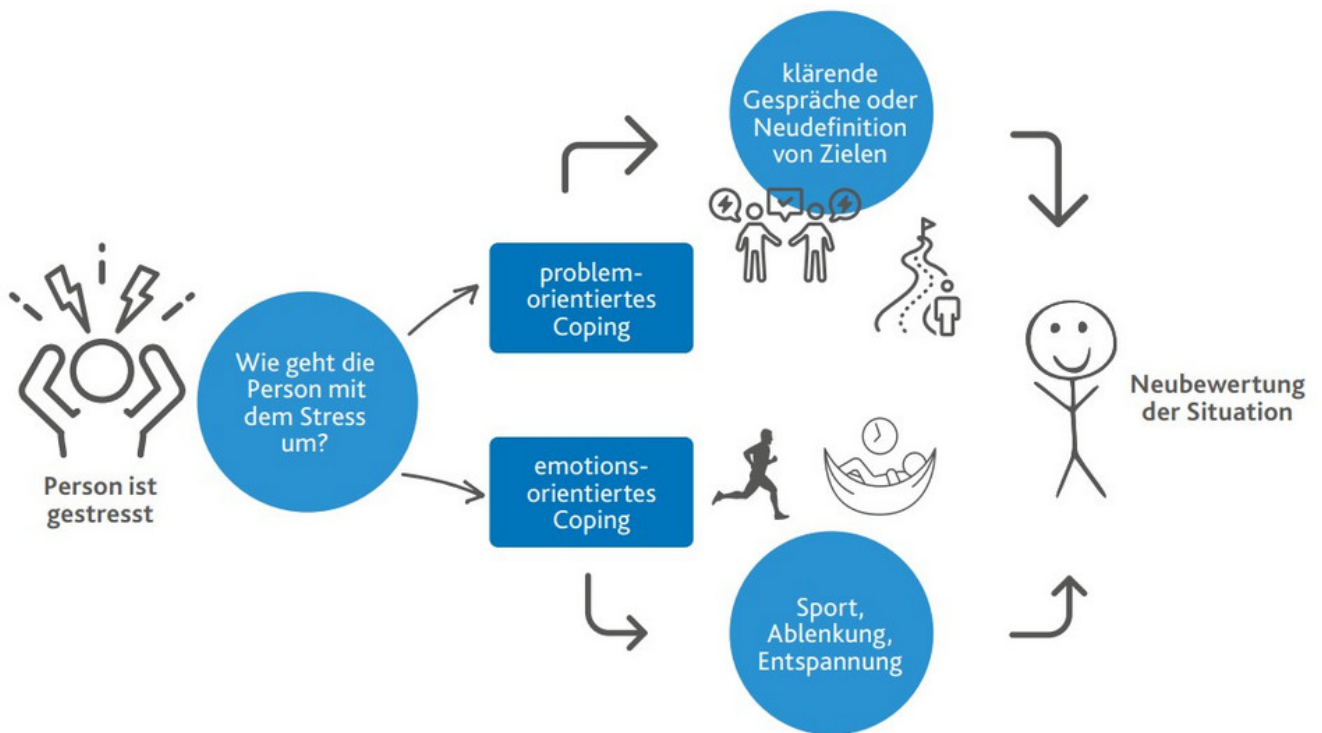 Person ist
gestresst
Wie geht die
Person mit
dem Stress
um?
problem-
orientiertes
Coping
klärende
Gespräche oder
Neudefinition
von Zielen
emotions-
orientiertes
Coping
Sport,
Ablenkung,
Entspannung
Neubewertung
der Situation